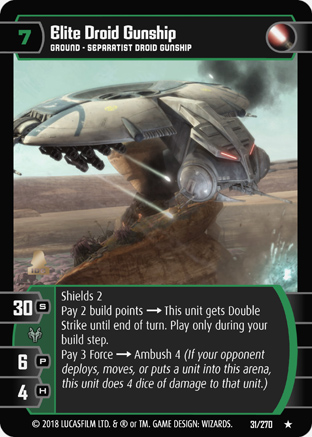 7
Elite Droid Gunship
GROUND - SEPARATIST DROID GUNSHIP
30 S
6 P
4 H
Shields 2
Pay 2 build points → This unit gets Double
Strike until end of turn. Play only during your
build step.
Pay 3 Force → Ambush 4 (If your opponent
deploys, moves, or puts a unit into this arena,
this unit does 4 dice of damage to that unit.)
© 2018 LUCASFILM LTD. & ® or TM. GAME DESIGN: WIZARDS.
31/270 ★